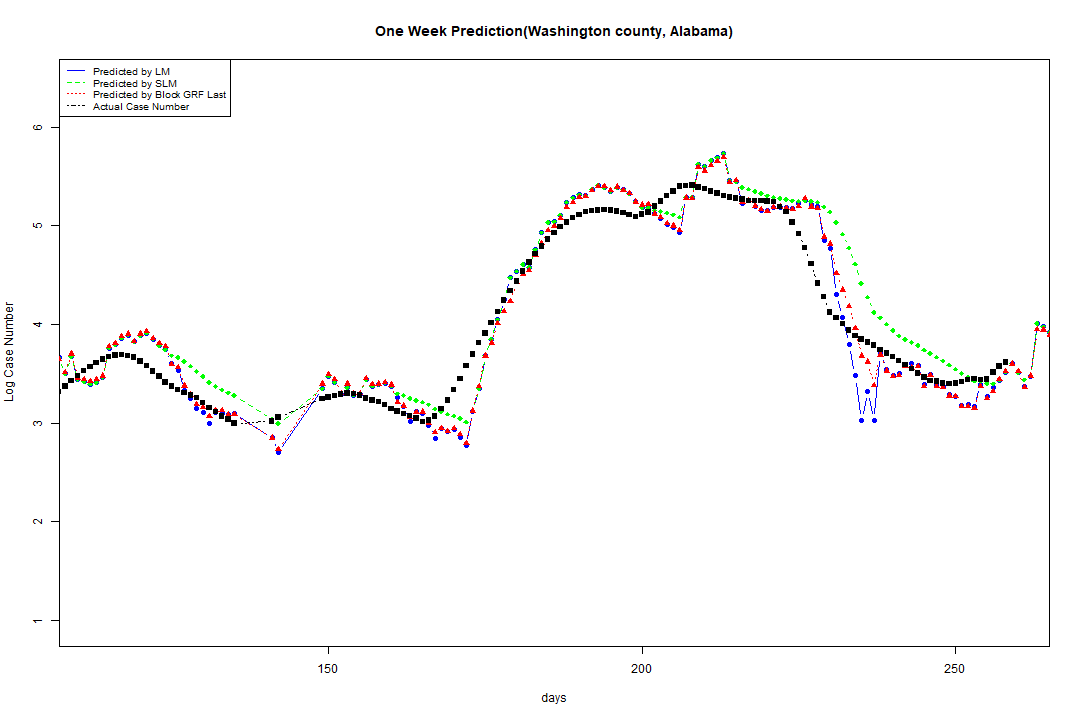 One Week Prediction(Washington county, Alabama)
Predicted by LM
Predicted by SLM
Predicted by Block GRF Last
Actual Case Number
Log Case Number
6
5
4
3
2
1
150
200
250
days